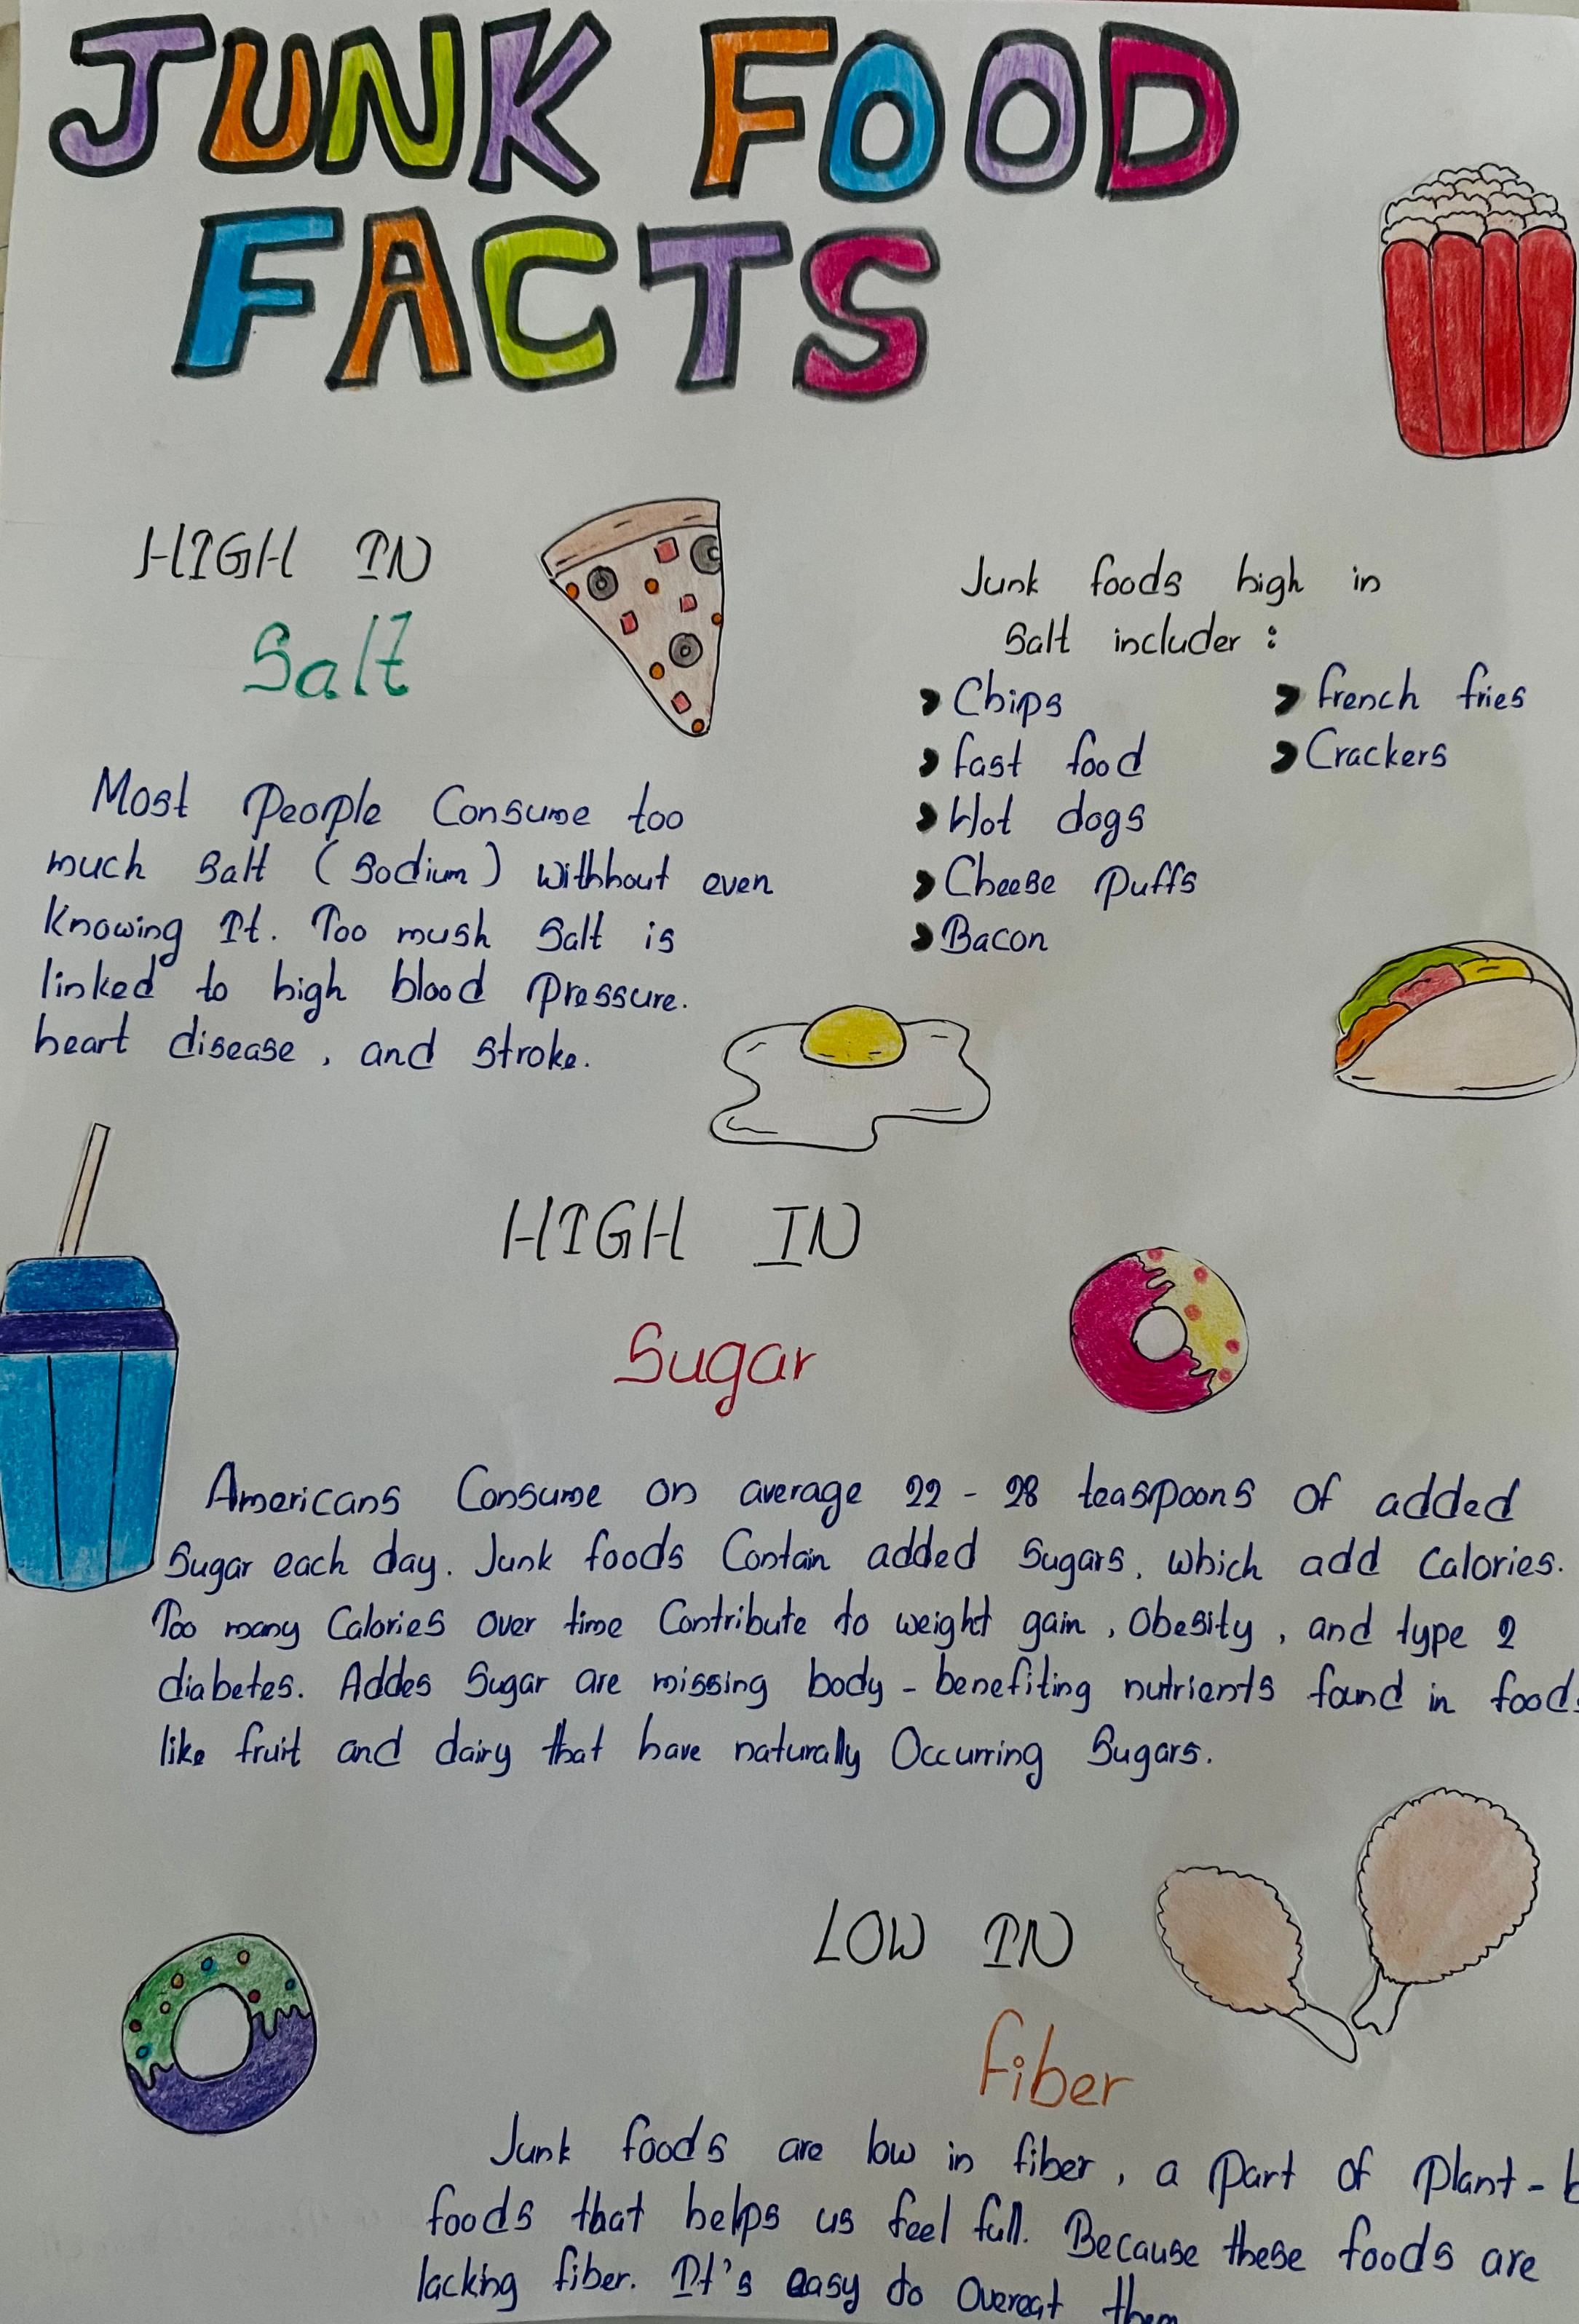 JUNK FOOD
FACTS
HIGH IN
Salt
Most People Consume too
much Salt (Sodium) Withhout even
Knowing It. Too mush Salt is
linked to high blood Pressure.
heart disease, and stroke.
Junk foods high in
Salt includer :
Chips
fast food
Hot dogs
Cheese Puffs
Bacon
french fries
Crackers
HIGH IN
Sugar
Americans Consume on average 22 - 28 teaspoons of added
Sugar each day. Junk foods Contain added Sugars, which add Calories.
Too many Calories over time Contribute to weight gain, Obesity, and type 2
diabetes. Addes Sugar are missing body-benefiting nutrients found in foods
like fruit and dairy that have naturally Occurring Sugars.
LOW IN
fiber
Junk foods are low in fiber, a Part of Plant-
foods that helps us feel full. Because these foods are
lacking fiber. It's easy to Overeat them